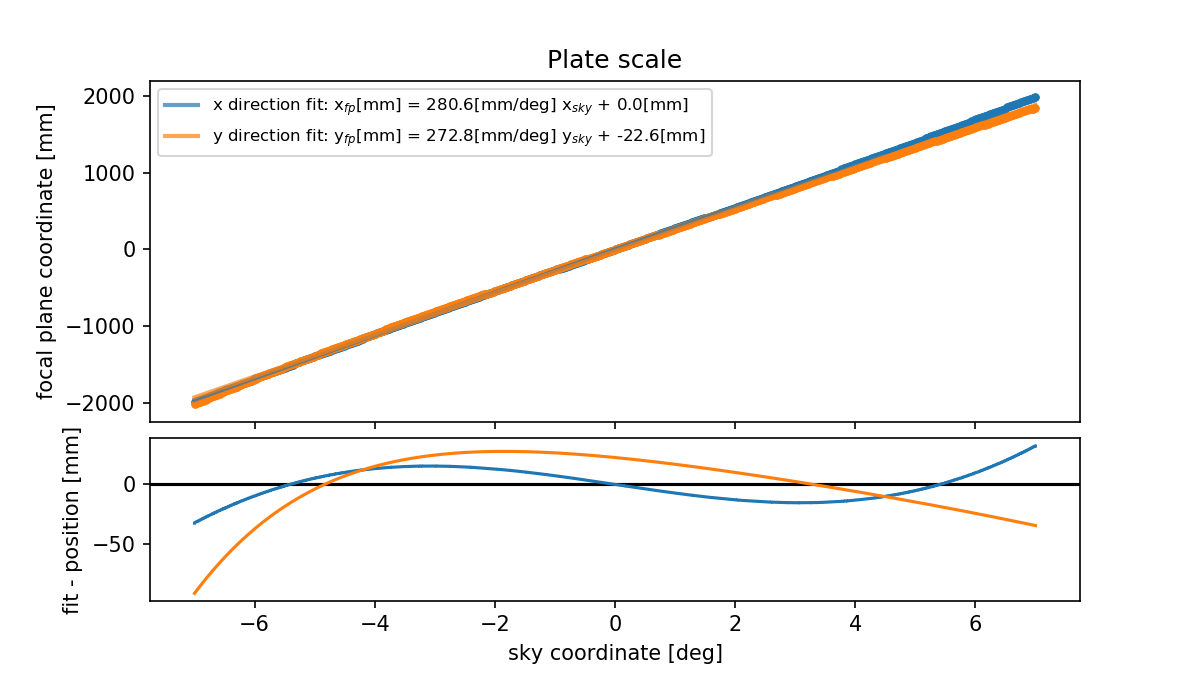 Plate scale
x direction fit: x_fp[mm] = 280.6[mm/deg] x_sky + 0.0[mm]
y direction fit: y_fp[mm] = 272.8[mm/deg] y_sky + -22.6[mm]
focal plane coordinate [mm]
2000
1000
0
−1000
−2000
fit - position [mm]
0
−50
−6 −4 −2 0 2 4 6
sky coordinate [deg]